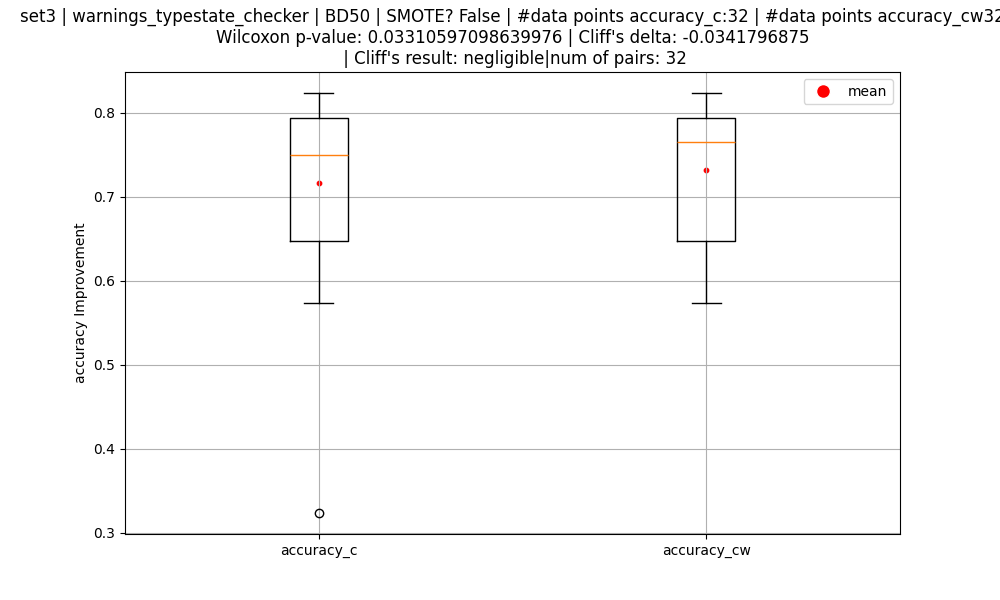 set3 | warnings_typestate_checker | BD50 | SMOTE? False | #data points accuracy_c:32 | #data points accuracy_cw32
Wilcoxon p-value: 0.03310597098639976 | Cliff's delta: -0.0341796875
| Cliff's result: negligible|num of pairs: 32
mean
0.8
0.7
0.6
0.5
0.4
0.3
accuracy Improvement
accuracy_c
accuracy_cw